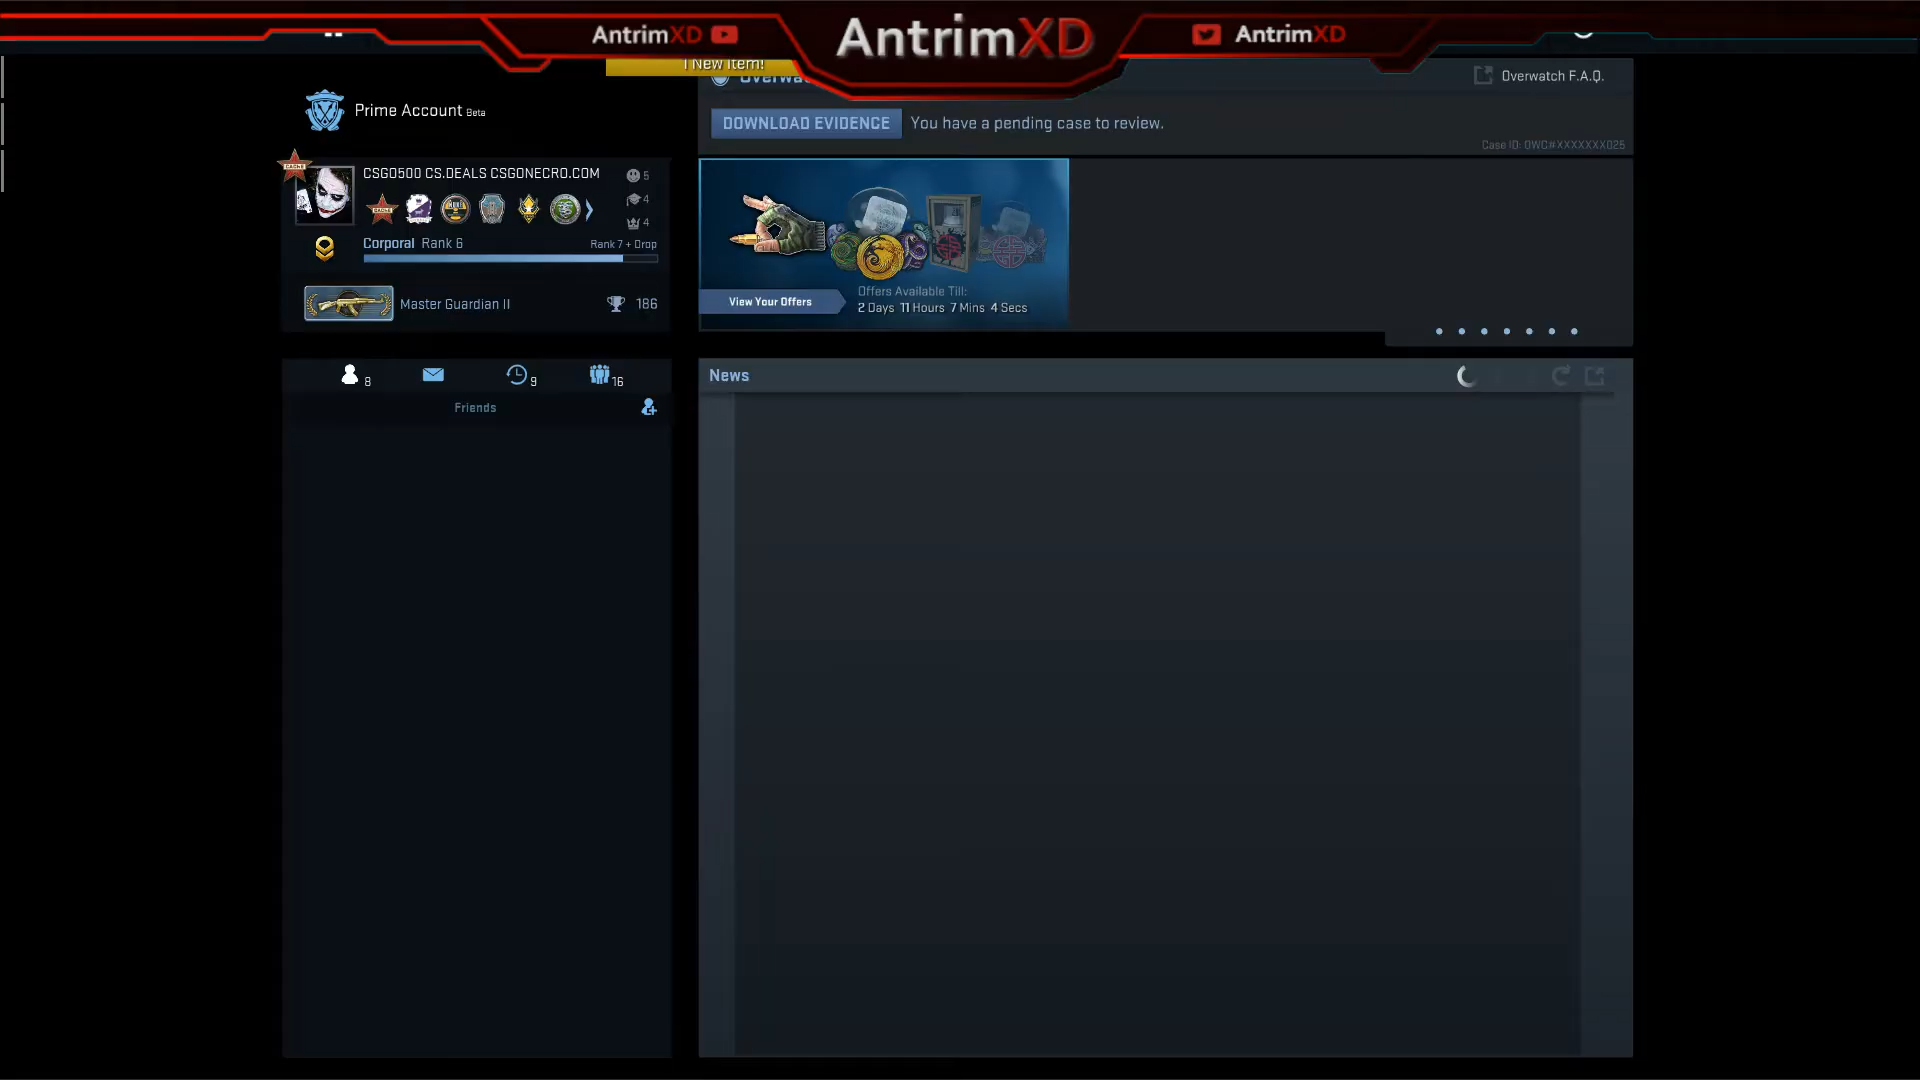 AntrimXD
AntrimXD
AntrimXD
1 New Item!
Overwatch F.A.Q.
Prime Account Beta
DOWNLOAD EVIDENCE
You have a pending case to review.
Case ID: OWC#XXXXXXX025
CSGO500 CS.DEALS CSGONECRO.COM
5
4
4
Corporal Rank 6
Rank 7 + Drop
Master Guardian II
186
View Your Offers
Offers Available Till:
2 Days 11 Hours 7 Mins 4 Secs
8
9
16
Friends
News